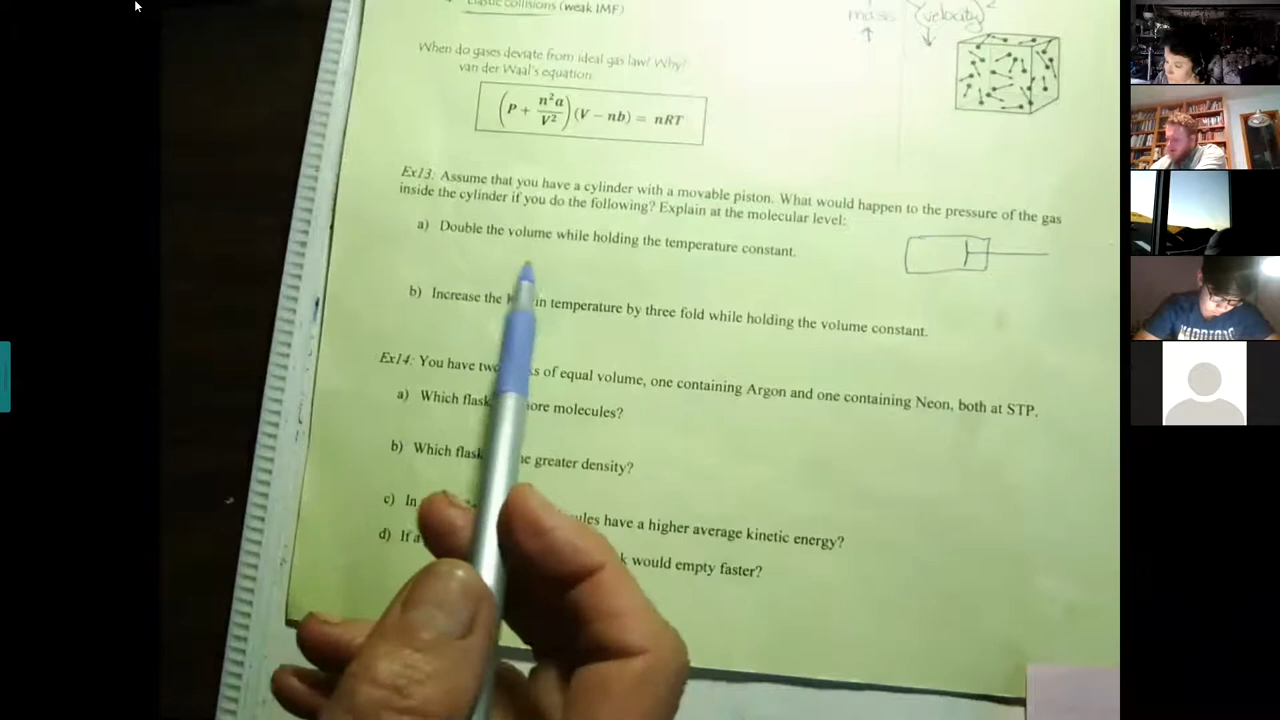 Elastic collisions (weak IMF)
mass (velocity)²
↑ ↓
When do gases deviate from ideal gas law? Why?
van der Waal's equation
(P + n²a/V²)(V − nb) = nRT
Ex13: Assume that you have a cylinder with a movable piston. What would happen to the pressure of the gas
inside the cylinder if you do the following? Explain at the molecular level:
a) Double the volume while holding the temperature constant.
b) Increase the in temperature by three fold while holding the volume constant.
Ex14: You have two of equal volume, one containing Argon and one containing Neon, both at STP.
a) Which flask more molecules?
b) Which flask greater density?
c) In have a higher average kinetic energy?
d) If a would empty faster?
WARRIORS